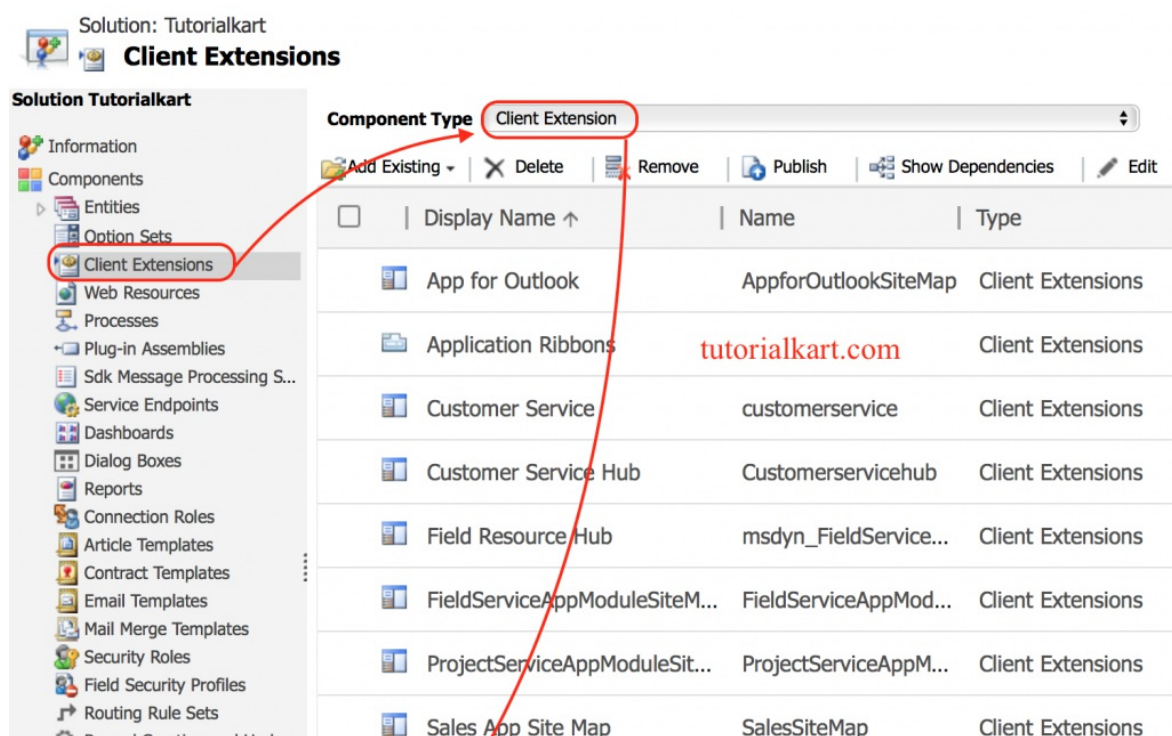 Solution: Tutorialkart
Client Extensions
Solution Tutorialkart
Information
Components
Entities
Option Sets
Client Extensions
Web Resources
Processes
Plug-in Assemblies
Sdk Message Processing S...
Service Endpoints
Dashboards
Dialog Boxes
Reports
Connection Roles
Article Templates
Contract Templates
Email Templates
Mail Merge Templates
Security Roles
Field Security Profiles
Routing Rule Sets
Component Type Client Extension
Add Existing Delete Remove Publish Show Dependencies Edit
Display Name ↑ Name Type
App for Outlook AppforOutlookSiteMap Client Extensions
Application Ribbons Client Extensions
tutorialkart.com
Customer Service customerservice Client Extensions
Customer Service Hub Customerservicehub Client Extensions
Field Resource Hub msdyn_FieldService... Client Extensions
FieldServiceAppModuleSiteM... FieldServiceAppMod... Client Extensions
ProjectServiceAppModuleSit... ProjectServiceAppM... Client Extensions
Sales App Site Map SalesSiteMap Client Extensions